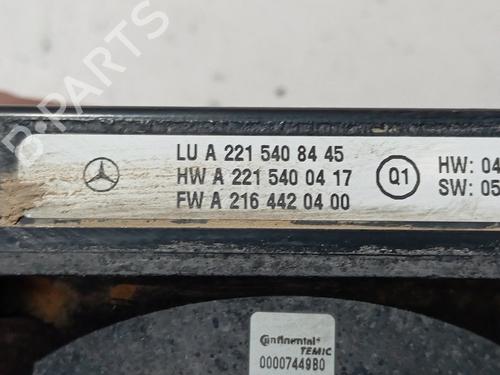 B-PARTS
LU A 221 540 84 45
HW A 221 540 04 17
FW A 216 442 04 00
Q1
HW: 04
SW: 05
Continental
TEMIC
0000744980